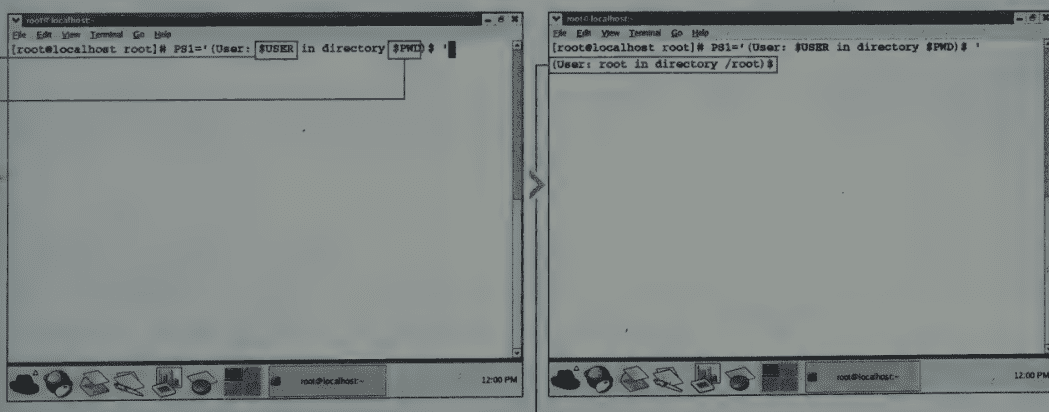 root@localhost:~
File Edit View Terminal Go Help
[root@localhost root]# PS1='(User: $USER in directory $PWD)$ '
root@localhost:~
12:00 PM
root@localhost:~
File Edit View Terminal Go Help
[root@localhost root]# PS1='(User: $USER in directory $PWD)$ '
(User: root in directory /root)$
root@localhost:~
12:00 PM